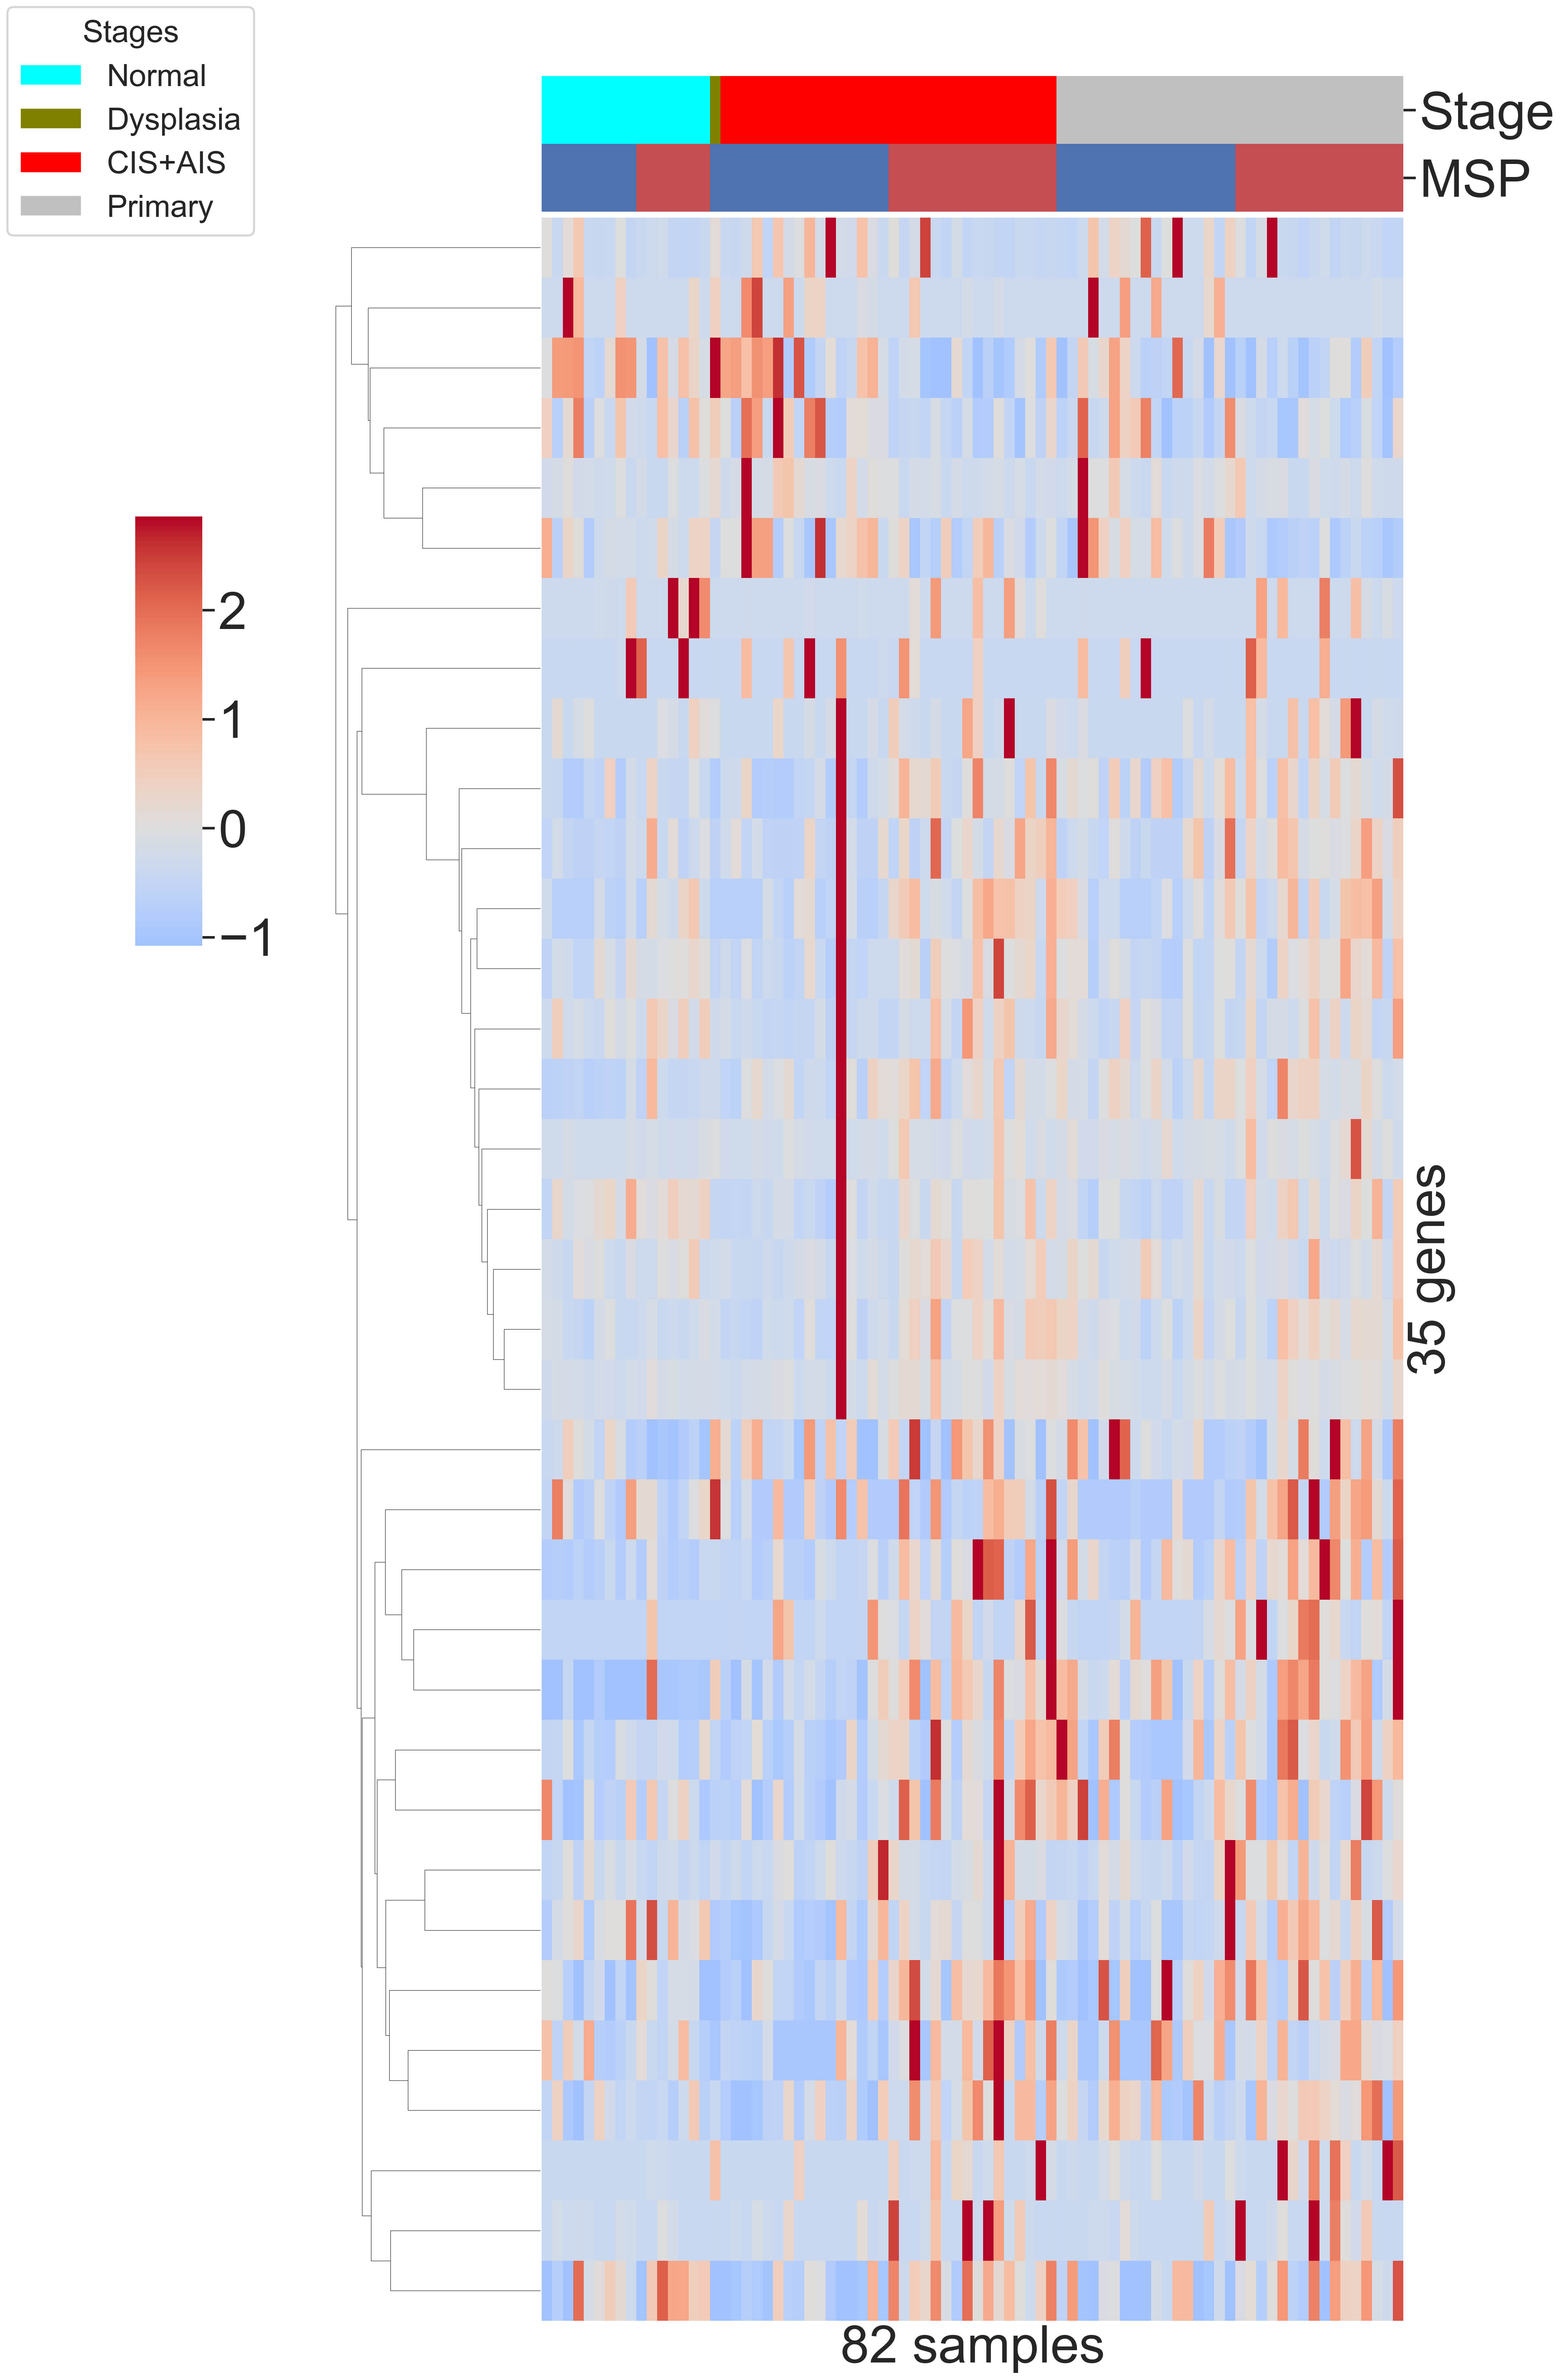 Stages
Normal
Dysplasia
CIS+AIS
Primary
Stage
MSP
2
1
0
−1
35 genes
82 samples